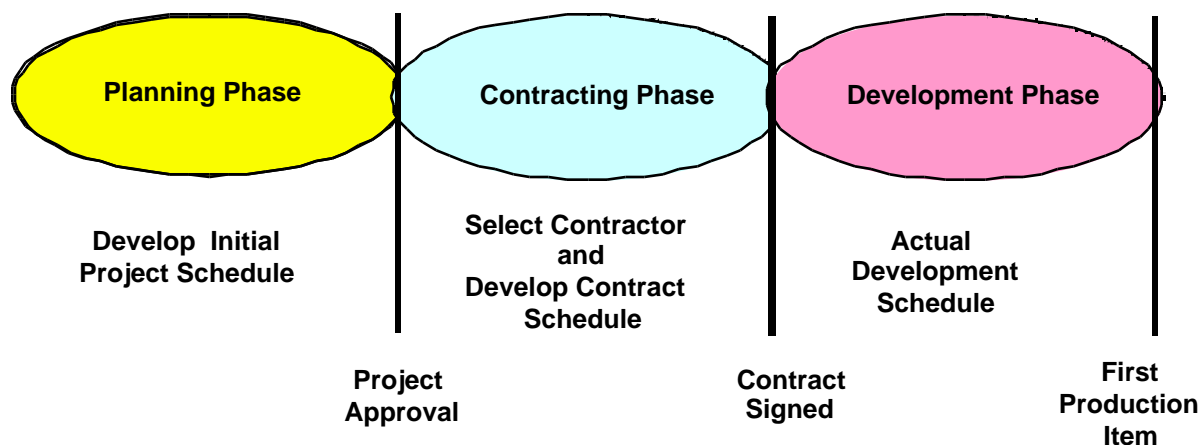 Planning Phase
Contracting Phase
Development Phase
Develop Initial
Project Schedule
Select Contractor
and
Develop Contract
Schedule
Actual
Development
Schedule
Project
Approval
Contract
Signed
First
Production
Item